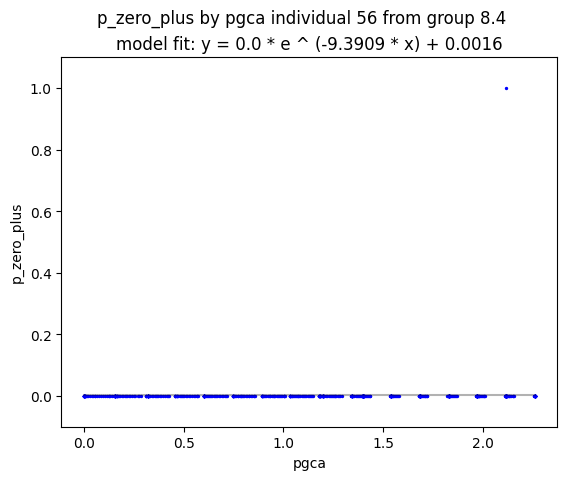 p_zero_plus by pgca individual 56 from group 8.4
model fit: y = 0.0 * e ^ (-9.3909 * x) + 0.0016
1.0
0.8
0.6
0.4
0.2
0.0
p_zero_plus
0.0 0.5 1.0 1.5 2.0
pgca